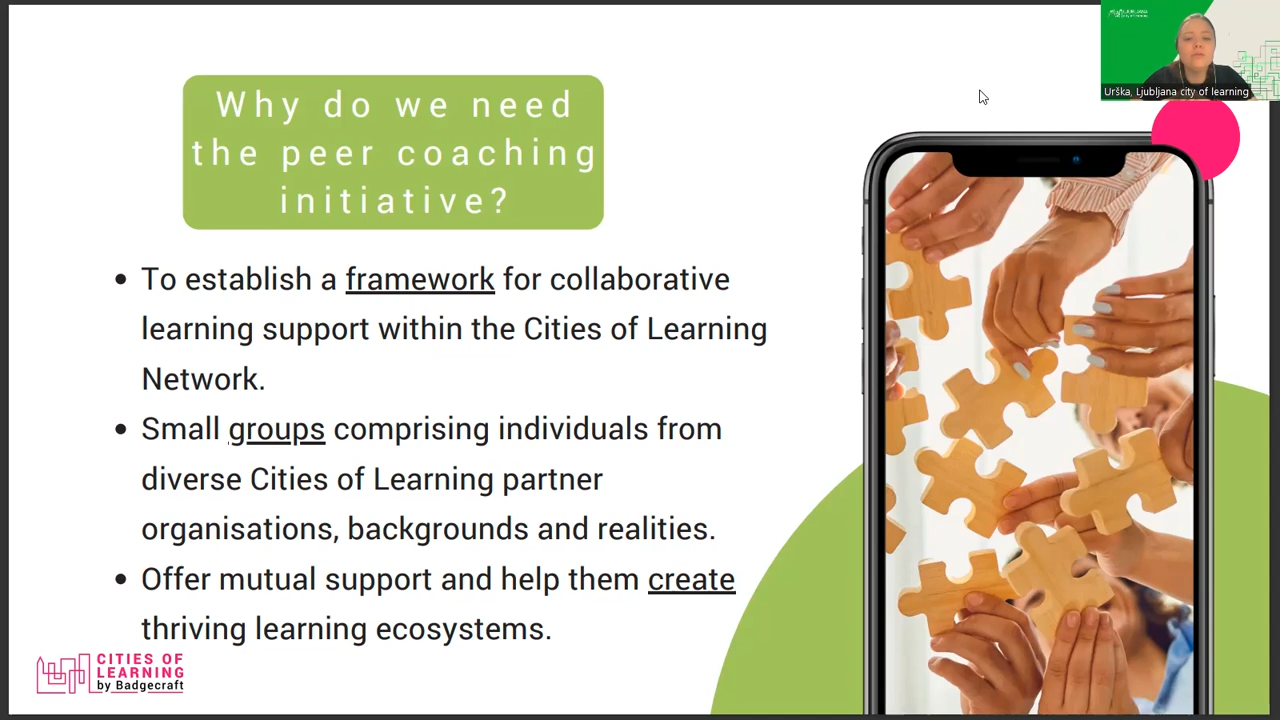 Why do we need
the peer coaching
initiative?
To establish a framework for collaborative
learning support within the Cities of Learning
Network.
Small groups comprising individuals from
diverse Cities of Learning partner
organisations, backgrounds and realities.
Offer mutual support and help them create
thriving learning ecosystems.
CITIES OF
LEARNING
by Badgecraft
Urška, Ljubljana city of learning